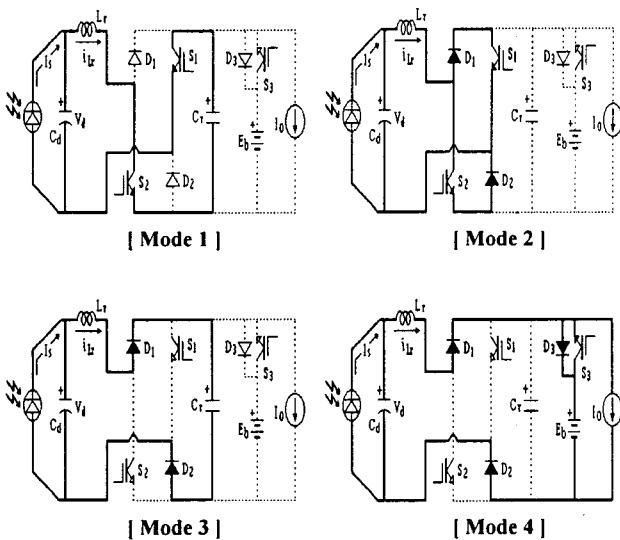 Lr
Is
iLr
D1
S1
D3
S3
Vd
Cd
Cr
Eb
Io
S2
D2
[ Mode 1 ]
Lr
Is
iLr
D1
S1
D3
S3
Vd
Cd
Cr
Eb
Io
S2
D2
[ Mode 2 ]
Lr
Is
iLr
D1
S1
D3
S3
Vd
Cd
Cr
Eb
Io
S2
D2
[ Mode 3 ]
Lr
Is
iLr
D1
S1
D3
S3
Vd
Cd
Cr
Eb
Io
S2
D2
[ Mode 4 ]